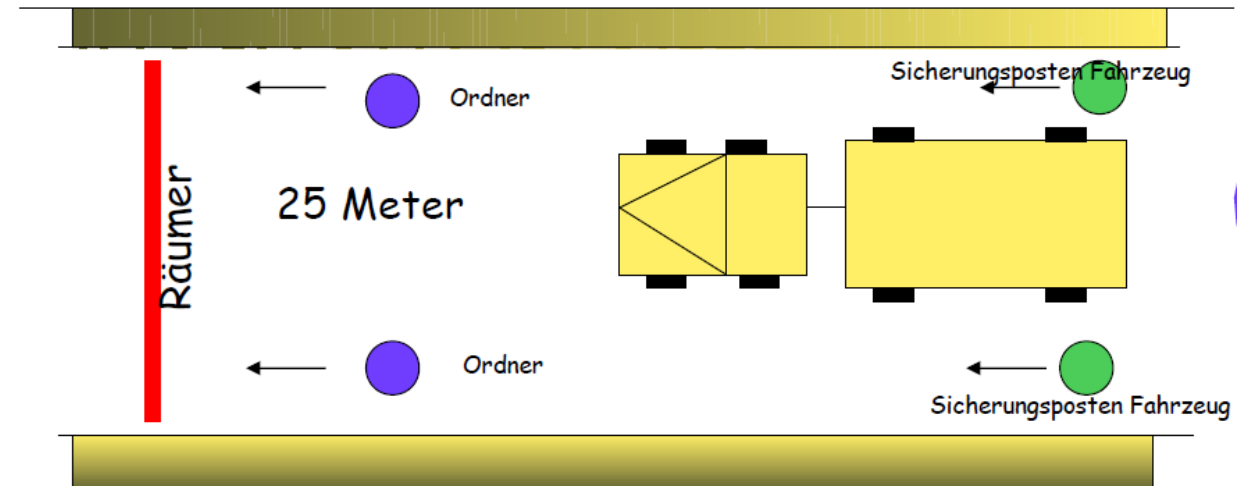 Sicherungsposten Fahrzeug
Ordner
Räumer
25 Meter
Ordner
Sicherungsposten Fahrzeug